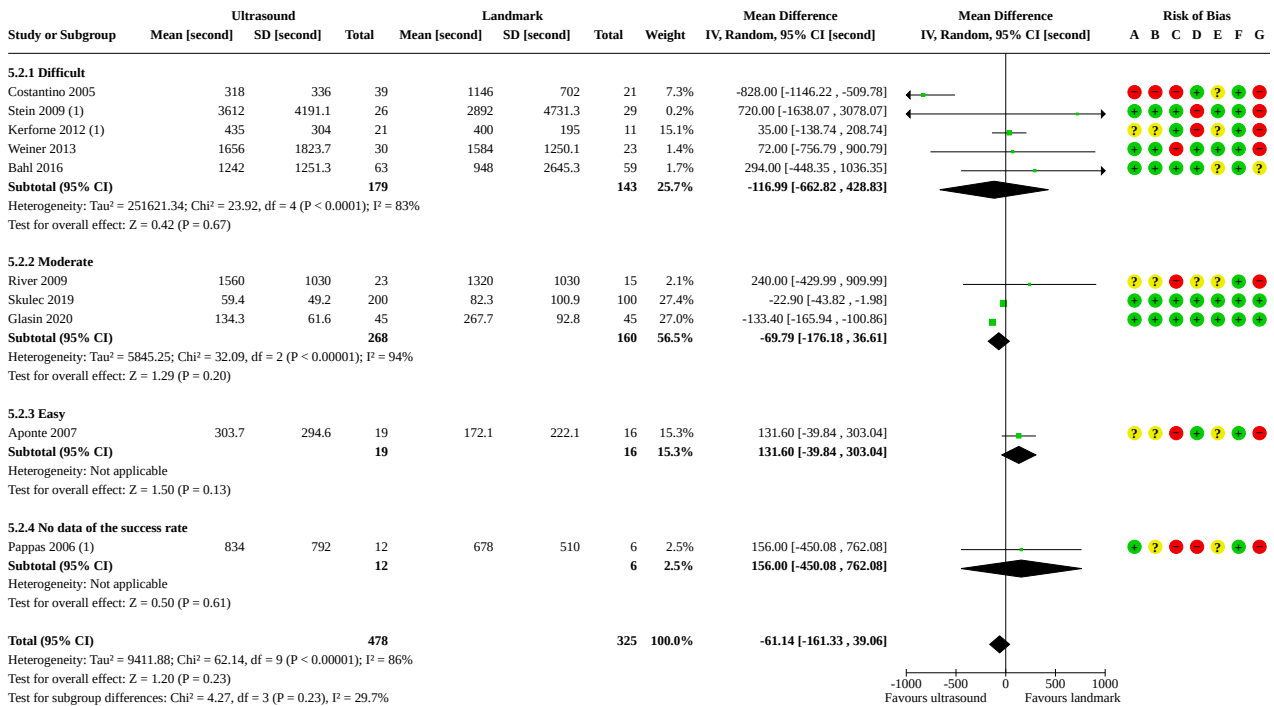 Ultrasound Landmark Mean Difference Mean Difference Risk of Bias
Study or Subgroup Mean [second] SD [second] Total Mean [second] SD [second] Total Weight IV, Random, 95% CI [second] IV, Random, 95% CI [second] A B C D E F G
5.2.1 Difficult
Costantino 2005 318 336 39 1146 702 21 7.3% -828.00 [-1146.22 , -509.78] − − − + ? + −
Stein 2009 (1) 3612 4191.1 26 2892 4731.3 29 0.2% 720.00 [-1638.07 , 3078.07] + + + − + + −
Kerforne 2012 (1) 435 304 21 400 195 11 15.1% 35.00 [-138.74 , 208.74] ? ? + − ? + −
Weiner 2013 1656 1823.7 30 1584 1250.1 23 1.4% 72.00 [-756.79 , 900.79] + + − + + + −
Bahl 2016 1242 1251.3 63 948 2645.3 59 1.7% 294.00 [-448.35 , 1036.35] + + + + ? + ?
Subtotal (95% CI) 179 143 25.7% -116.99 [-662.82 , 428.83]
Heterogeneity: Tau² = 251621.34; Chi² = 23.92, df = 4 (P < 0.0001); I² = 83%
Test for overall effect: Z = 0.42 (P = 0.67)
5.2.2 Moderate
River 2009 1560 1030 23 1320 1030 15 2.1% 240.00 [-429.99 , 909.99] ? ? − ? ? + −
Skulec 2019 59.4 49.2 200 82.3 100.9 100 27.4% -22.90 [-43.82 , -1.98] + + + + + + +
Glasin 2020 134.3 61.6 45 267.7 92.8 45 27.0% -133.40 [-165.94 , -100.86] + + + + + + +
Subtotal (95% CI) 268 160 56.5% -69.79 [-176.18 , 36.61]
Heterogeneity: Tau² = 5845.25; Chi² = 32.09, df = 2 (P < 0.00001); I² = 94%
Test for overall effect: Z = 1.29 (P = 0.20)
5.2.3 Easy
Aponte 2007 303.7 294.6 19 172.1 222.1 16 15.3% 131.60 [-39.84 , 303.04] ? ? − + ? + −
Subtotal (95% CI) 19 16 15.3% 131.60 [-39.84 , 303.04]
Heterogeneity: Not applicable
Test for overall effect: Z = 1.50 (P = 0.13)
5.2.4 No data of the success rate
Pappas 2006 (1) 834 792 12 678 510 6 2.5% 156.00 [-450.08 , 762.08] + ? − − ? + −
Subtotal (95% CI) 12 6 2.5% 156.00 [-450.08 , 762.08]
Heterogeneity: Not applicable
Test for overall effect: Z = 0.50 (P = 0.61)
Total (95% CI) 478 325 100.0% -61.14 [-161.33 , 39.06]
Heterogeneity: Tau² = 9411.88; Chi² = 62.14, df = 9 (P < 0.00001); I² = 86%
Test for overall effect: Z = 1.20 (P = 0.23)
Test for subgroup differences: Chi² = 4.27, df = 3 (P = 0.23), I² = 29.7%
-1000 -500 0 500 1000
Favours ultrasound Favours landmark